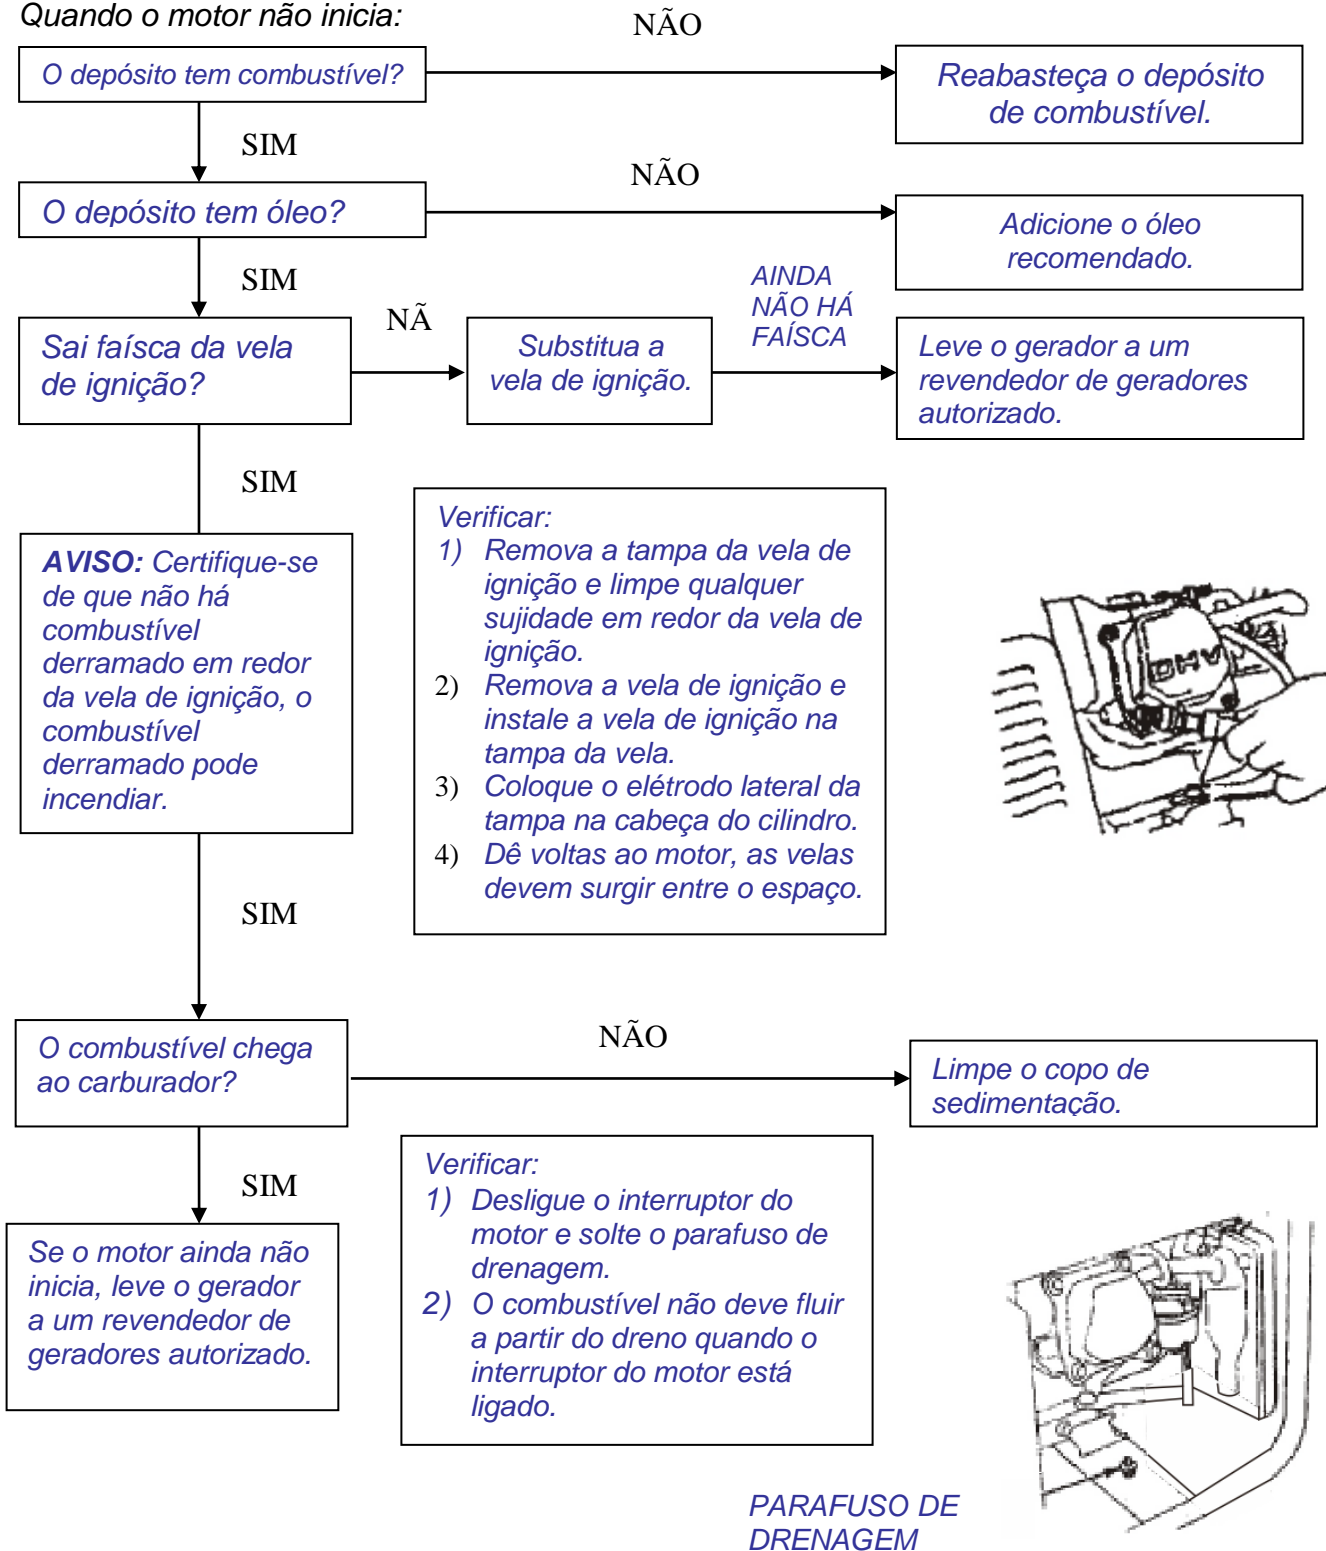 Quando o motor não inicia:
NÃO
O depósito tem combustível?
Reabasteça o depósito
de combustível.
SIM
NÃO
O depósito tem óleo?
Adicione o óleo
recomendado.
SIM
AINDA
NÃO HÁ
FAÍSCA
NÃ
Sai faísca da vela
de ignição?
Substitua a
vela de ignição.
Leve o gerador a um
revendedor de geradores
autorizado.
SIM
AVISO: Certifique-se
de que não há
combustível
derramado em redor
da vela de ignição, o
combustível
derramado pode
incendiar.
Verificar:
1) Remova a tampa da vela de
ignição e limpe qualquer
sujidade em redor da vela de
ignição.
2) Remova a vela de ignição e
instale a vela de ignição na
tampa da vela.
3) Coloque o elétrodo lateral da
tampa na cabeça do cilindro.
4) Dê voltas ao motor, as velas
devem surgir entre o espaço.
OHV
SIM
O combustível chega
ao carburador?
NÃO
Limpe o copo de
sedimentação.
SIM
Verificar:
1) Desligue o interruptor do
motor e solte o parafuso de
drenagem.
2) O combustível não deve fluir
a partir do dreno quando o
interruptor do motor está
ligado.
Se o motor ainda não
inicia, leve o gerador
a um revendedor de
geradores autorizado.
PARAFUSO DE
DRENAGEM